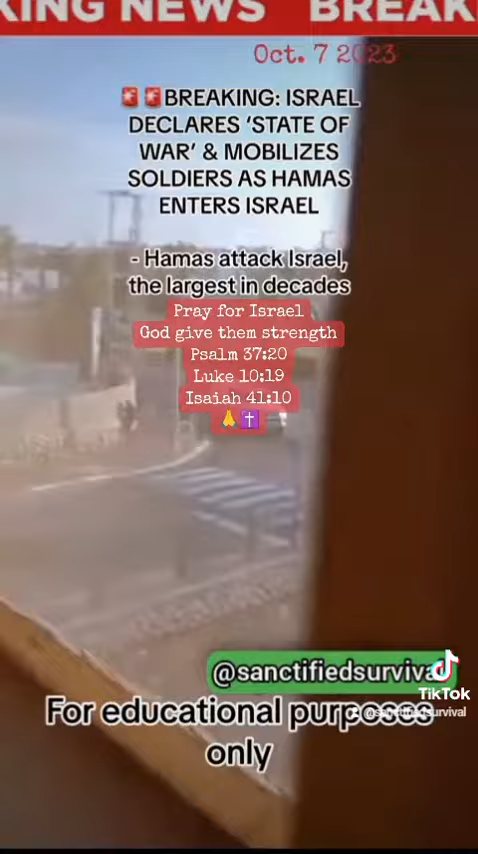 KING NEWS BREAK
Oct. 7 2023
🚨🚨BREAKING: ISRAEL
DECLARES ‘STATE OF
WAR’ & MOBILIZES
SOLDIERS AS HAMAS
ENTERS ISRAEL
- Hamas attack Israel,
the largest in decades
Pray for Israel
God give them strength
Psalm 37:20
Luke 10:19
Isaiah 41:10
🙏✝️
@sanctifiedsurvival
TikTok
@sanctifiedsurvival
For educational purposes
only